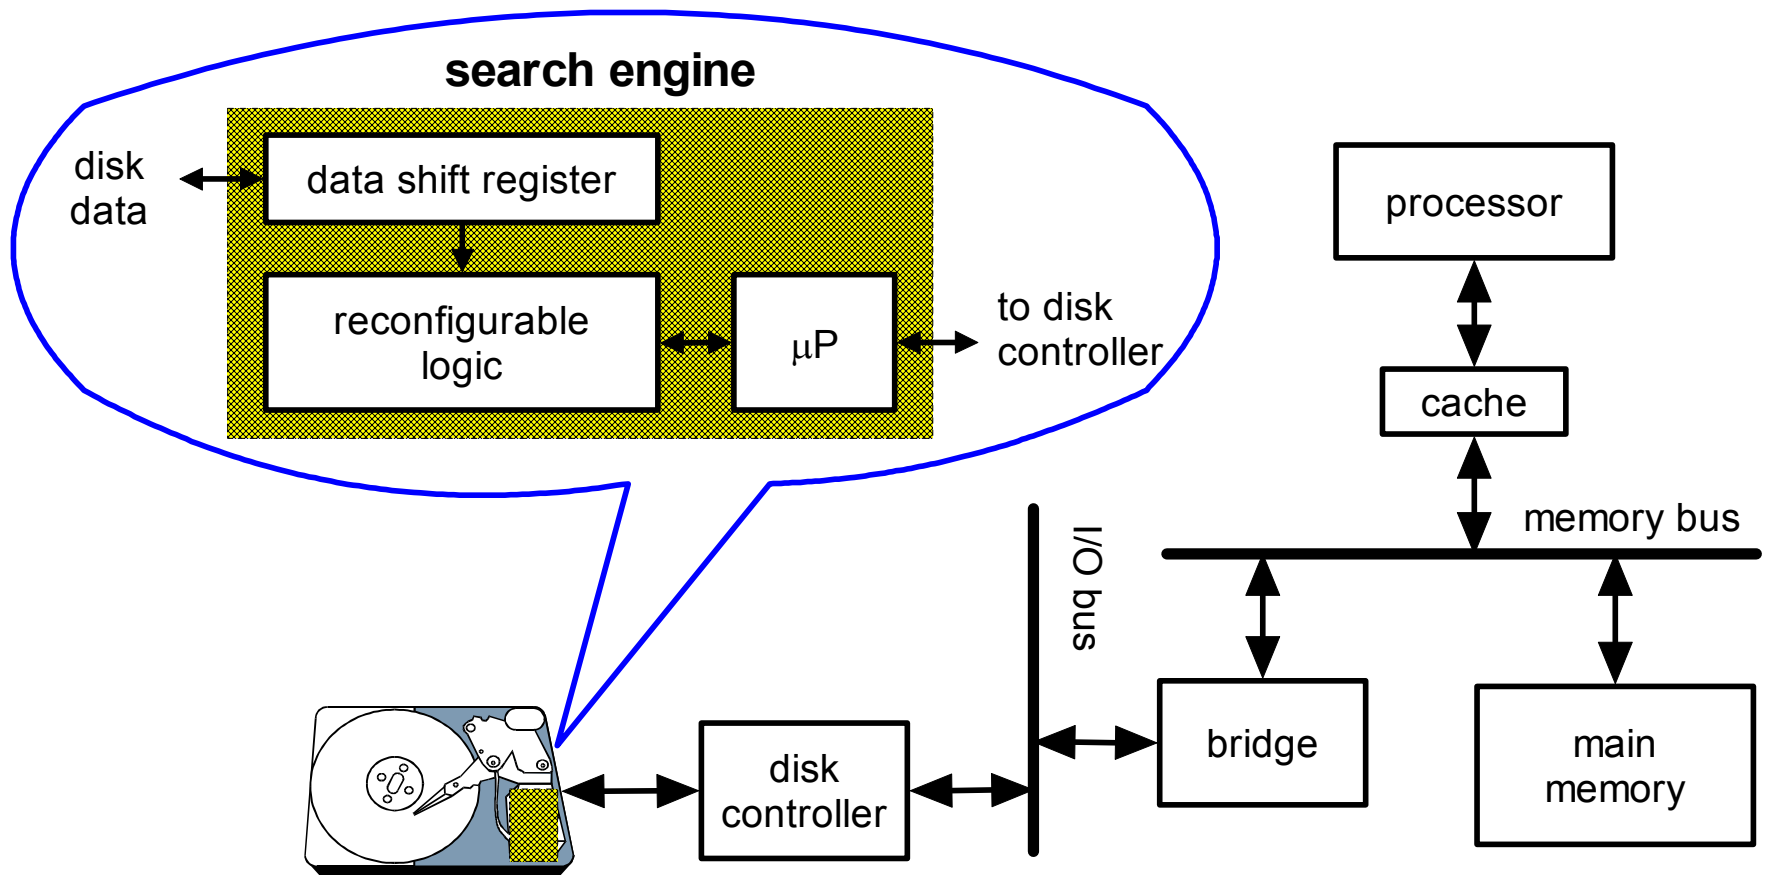 search engine
disk
data
data shift register
reconfigurable
logic
μP
to disk
controller
processor
cache
memory bus
I/O bus
bridge
main
memory
disk
controller